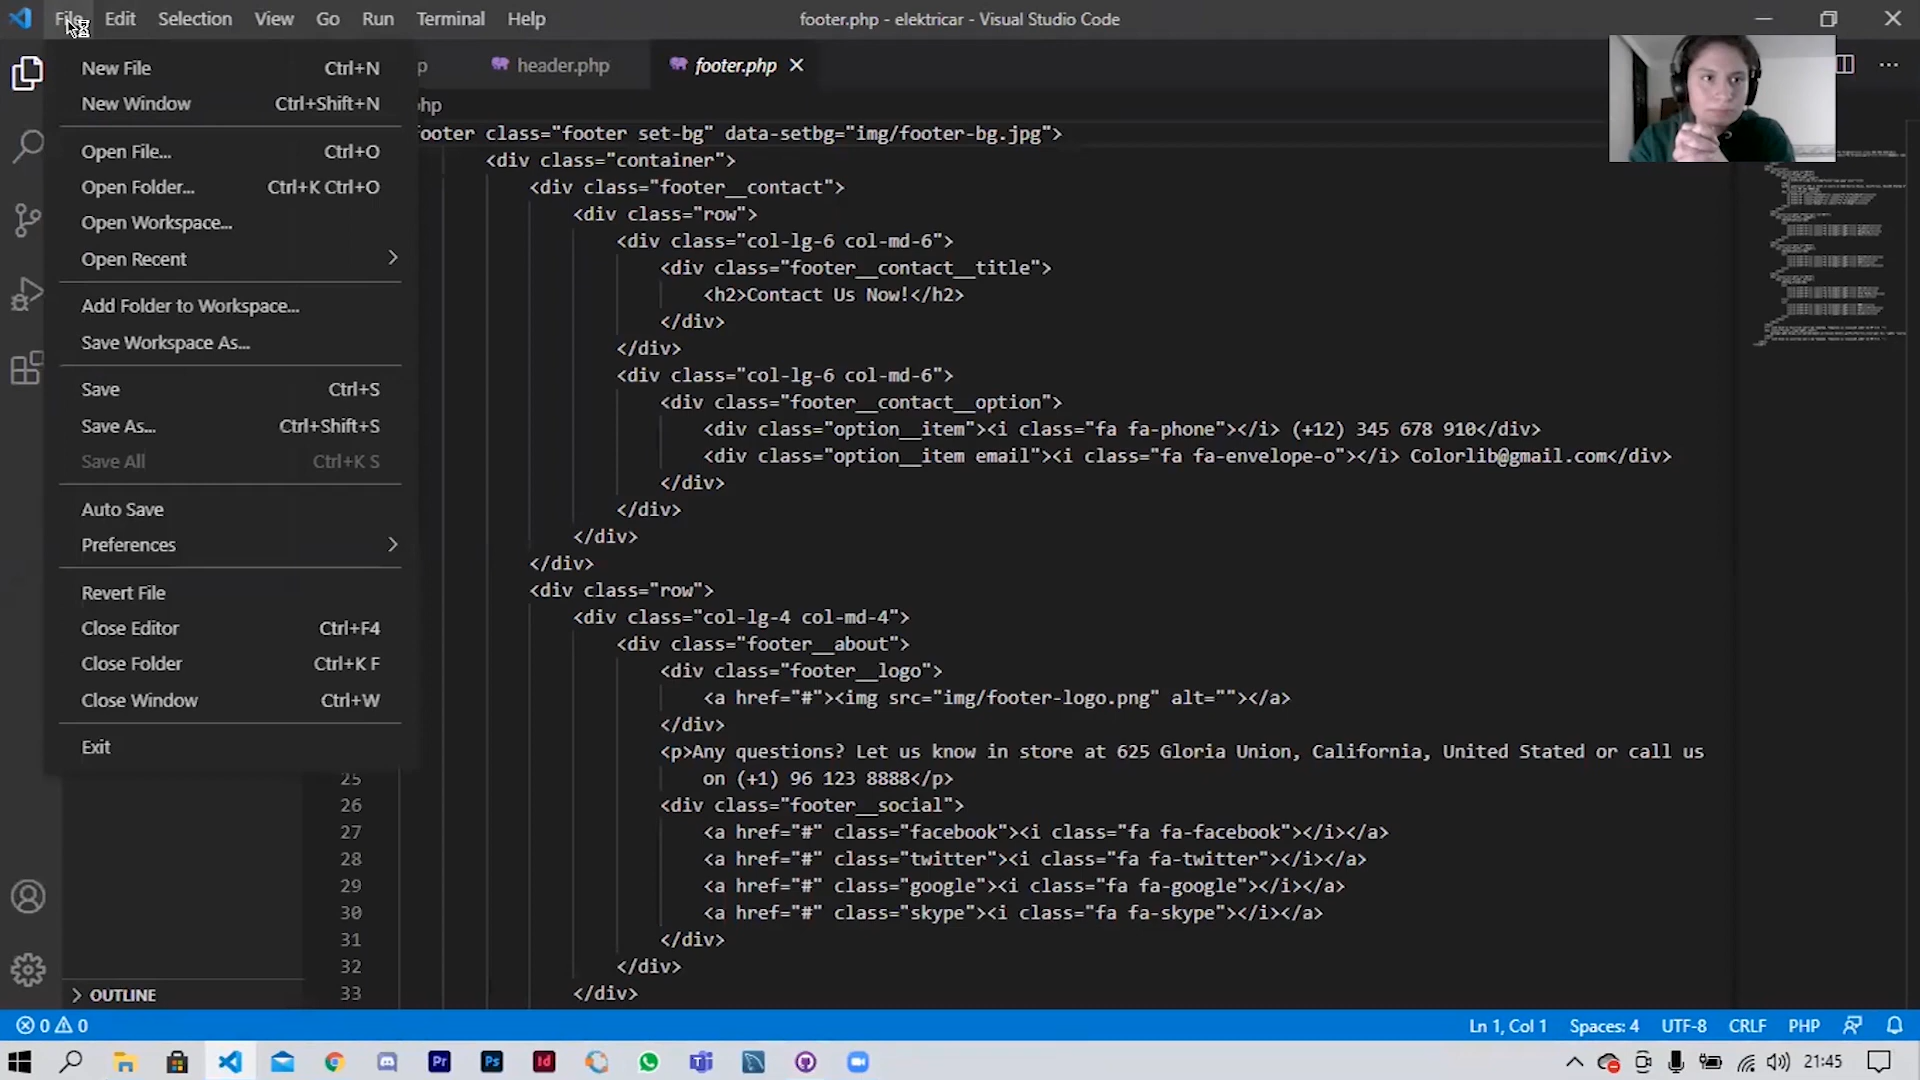 File Edit Selection View Go Run Terminal Help
footer.php - elektricar - Visual Studio Code
p header.php footer.php
New File Ctrl+N
New Window Ctrl+Shift+N
Open File... Ctrl+O
Open Folder... Ctrl+K Ctrl+O
Open Workspace...
Open Recent
Add Folder to Workspace...
Save Workspace As...
Save Ctrl+S
Save As... Ctrl+Shift+S
Save All Ctrl+K S
Auto Save
Preferences
Revert File
Close Editor Ctrl+F4
Close Folder Ctrl+K F
Close Window Ctrl+W
Exit
OUTLINE
hp
ooter class="footer set-bg" data-setbg="img/footer-bg.jpg">
<div class="container">
<div class="footer__contact">
<div class="row">
<div class="col-lg-6 col-md-6">
<div class="footer__contact__title">
<h2>Contact Us Now!</h2>
</div>
</div>
<div class="col-lg-6 col-md-6">
<div class="footer__contact__option">
<div class="option__item"><i class="fa fa-phone"></i> (+12) 345 678 910</div>
<div class="option__item email"><i class="fa fa-envelope-o"></i> Colorlib@gmail.com</div>
</div>
</div>
</div>
</div>
<div class="row">
<div class="col-lg-4 col-md-4">
<div class="footer__about">
<div class="footer__logo">
<a href="#"><img src="img/footer-logo.png" alt=""></a>
</div>
<p>Any questions? Let us know in store at 625 Gloria Union, California, United Stated or call us
25 on (+1) 96 123 8888</p>
26 <div class="footer__social">
27 <a href="#" class="facebook"><i class="fa fa-facebook"></i></a>
28 <a href="#" class="twitter"><i class="fa fa-twitter"></i></a>
29 <a href="#" class="google"><i class="fa fa-google"></i></a>
30 <a href="#" class="skype"><i class="fa fa-skype"></i></a>
31 </div>
32 </div>
33 </div>
0 0
Ln 1, Col 1 Spaces: 4 UTF-8 CRLF PHP
Pr Ps Id
21:45